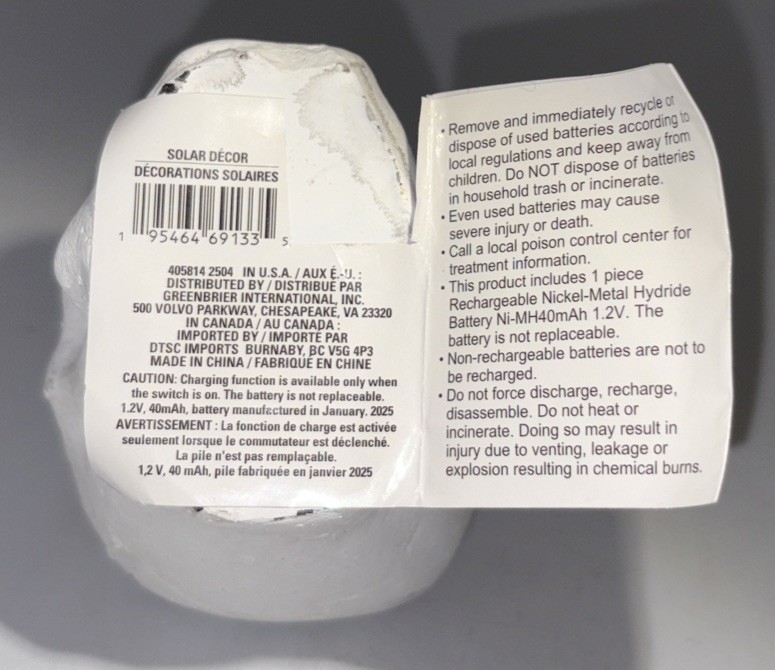 SOLAR DÉCOR
DÉCORATIONS SOLAIRES
1 95464 69133 5
405814 2504 IN U.S.A. / AUX É.-U. :
DISTRIBUTED BY / DISTRIBUÉ PAR
GREENBRIER INTERNATIONAL, INC.
500 VOLVO PARKWAY, CHESAPEAKE, VA 23320
IN CANADA / AU CANADA :
IMPORTED BY / IMPORTÉ PAR
DTSC IMPORTS BURNABY, BC V5G 4P3
MADE IN CHINA / FABRIQUÉ EN CHINE
CAUTION: Charging function is available only when
the switch is on. The battery is not replaceable.
1.2V, 40mAh, battery manufactured in January. 2025
AVERTISSEMENT : La fonction de charge est activée
seulement lorsque le commutateur est déclenché.
La pile n'est pas remplaçable.
1,2 V, 40 mAh, pile fabriquée en janvier 2025
• Remove and immediately recycle or
dispose of used batteries according to
local regulations and keep away from
children. Do NOT dispose of batteries
in household trash or incinerate.
• Even used batteries may cause
severe injury or death.
• Call a local poison control center for
treatment information.
• This product includes 1 piece
Rechargeable Nickel-Metal Hydride
Battery Ni-MH40mAh 1.2V. The
battery is not replaceable.
• Non-rechargeable batteries are not to
be recharged.
• Do not force discharge, recharge,
disassemble. Do not heat or
incinerate. Doing so may result in
injury due to venting, leakage or
explosion resulting in chemical burns.